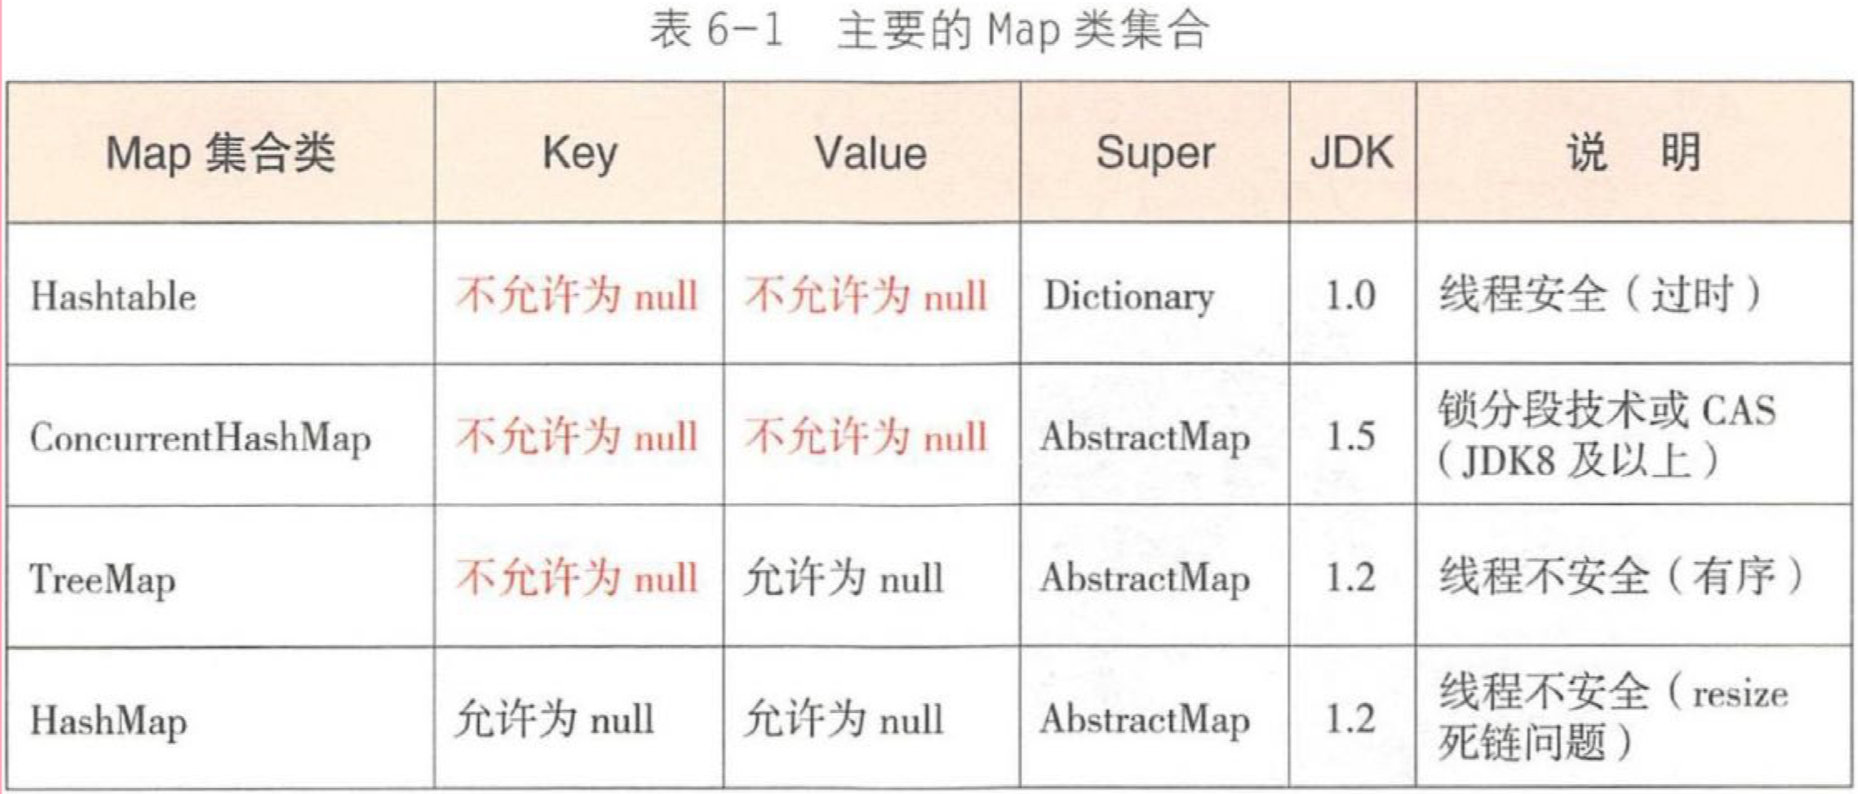 表 6-1 主要的 Map 类集合
Map 集合类 Key Value Super JDK 说 明
Hashtable 不允许为 null 不允许为 null Dictionary 1.0 线程安全（过时）
ConcurrentHashMap 不允许为 null 不允许为 null AbstractMap 1.5 锁分段技术或 CAS
（JDK8 及以上）
TreeMap 不允许为 null 允许为 null AbstractMap 1.2 线程不安全（有序）
HashMap 允许为 null 允许为 null AbstractMap 1.2 线程不安全（resize
死链问题）